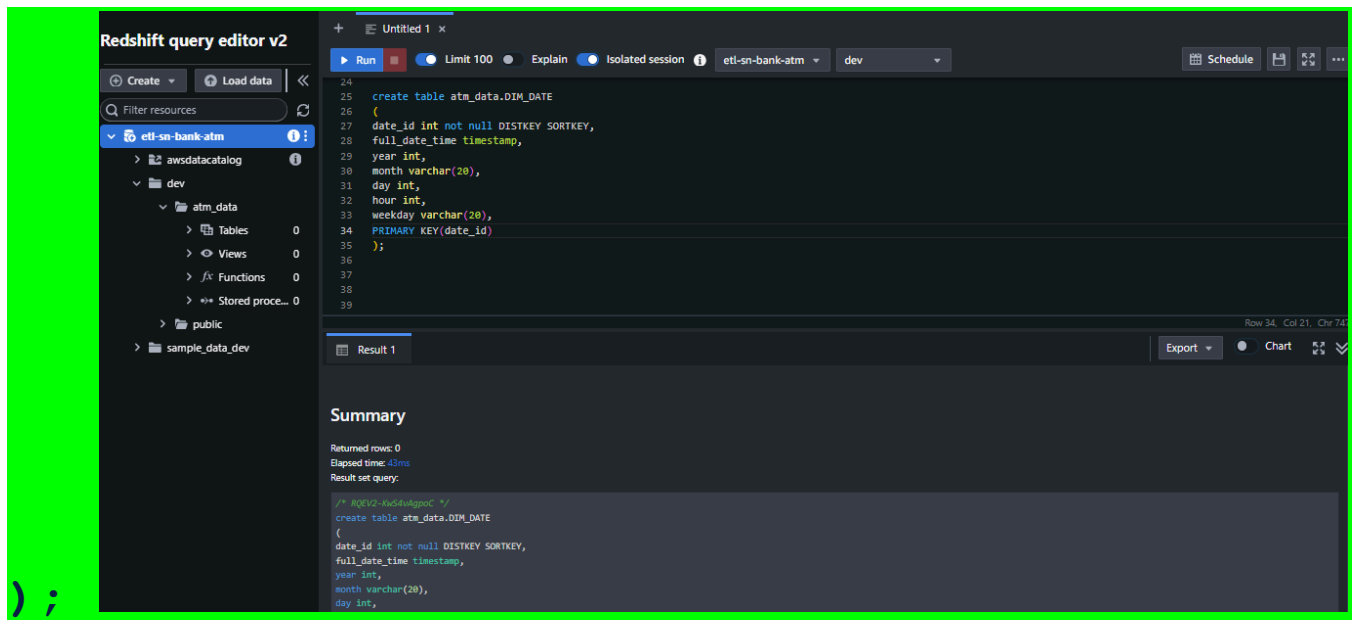 Redshift query editor v2
Create
Load data
Filter resources
etl-sn-bank-atm
awsdatacatalog
dev
atm_data
Tables 0
Views 0
fx Functions 0
Stored proce... 0
public
sample_data_dev
+ Untitled 1 ×
Run Limit 100 Explain Isolated session etl-sn-bank-atm dev Schedule
24
25 create table atm_data.DIM_DATE
26 (
27 date_id int not null DISTKEY SORTKEY,
28 full_date_time timestamp,
29 year int,
30 month varchar(20),
31 day int,
32 hour int,
33 weekday varchar(20),
34 PRIMARY KEY(date_id)
35 );
36
37
38
39
Row 34, Col 21, Chr 747
Result 1 Export Chart
Summary
Returned rows: 0
Elapsed time: 43ms
Result set query:
/* RQEV2-KwS4vAgpoC */
create table atm_data.DIM_DATE
(
date_id int not null DISTKEY SORTKEY,
full_date_time timestamp,
year int,
month varchar(20),
day int,
);